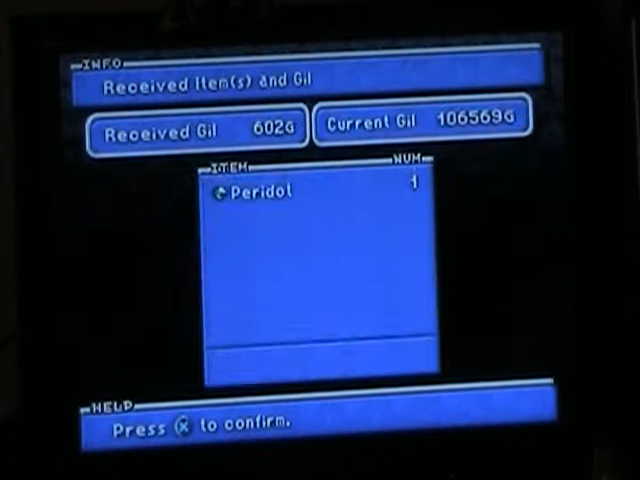 INFO
Received Item(s) and Gil
Received Gil 602G
Current Gil 106569G
ITEM NUM
Peridot 1
HELP
Press X to confirm.